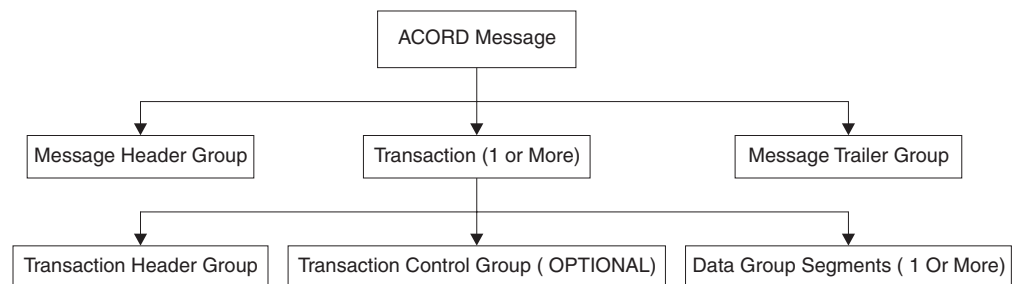 ACORD Message
Message Header Group
Transaction (1 or More)
Message Trailer Group
Transaction Header Group
Transaction Control Group ( OPTIONAL)
Data Group Segments ( 1 Or More)